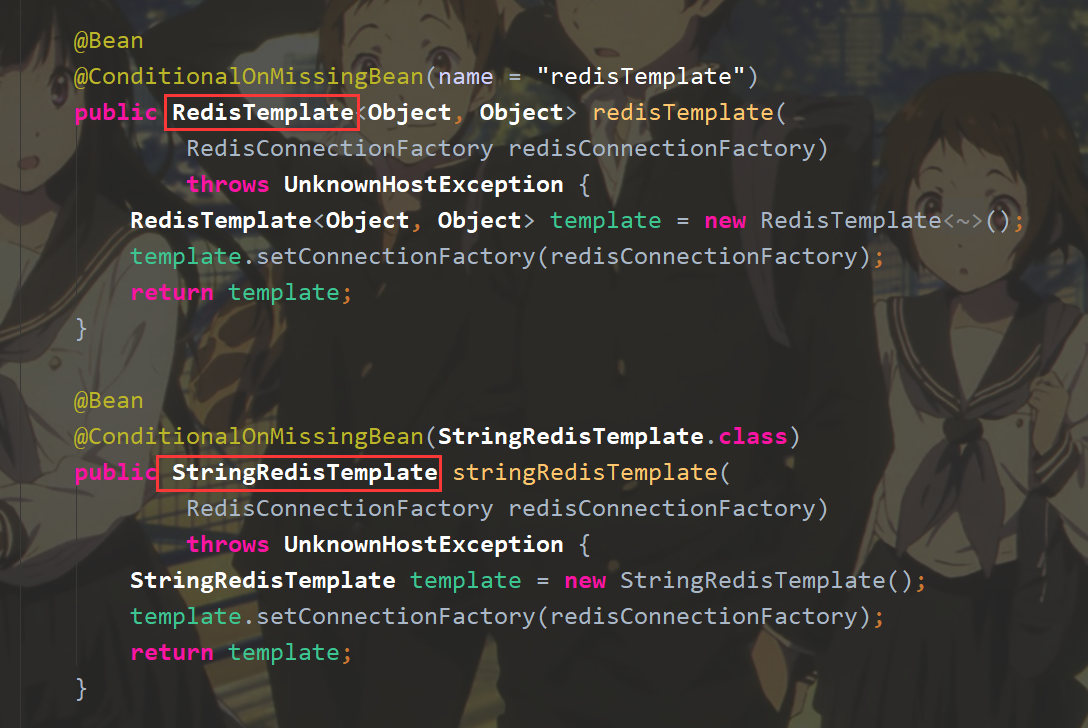 @Bean
@ConditionalOnMissingBean(name = "redisTemplate")
public RedisTemplate<Object, Object> redisTemplate(
RedisConnectionFactory redisConnectionFactory)
throws UnknownHostException {
RedisTemplate<Object, Object> template = new RedisTemplate<~>();
template.setConnectionFactory(redisConnectionFactory);
return template;
}
@Bean
@ConditionalOnMissingBean(StringRedisTemplate.class)
public StringRedisTemplate stringRedisTemplate(
RedisConnectionFactory redisConnectionFactory)
throws UnknownHostException {
StringRedisTemplate template = new StringRedisTemplate();
template.setConnectionFactory(redisConnectionFactory);
return template;
}